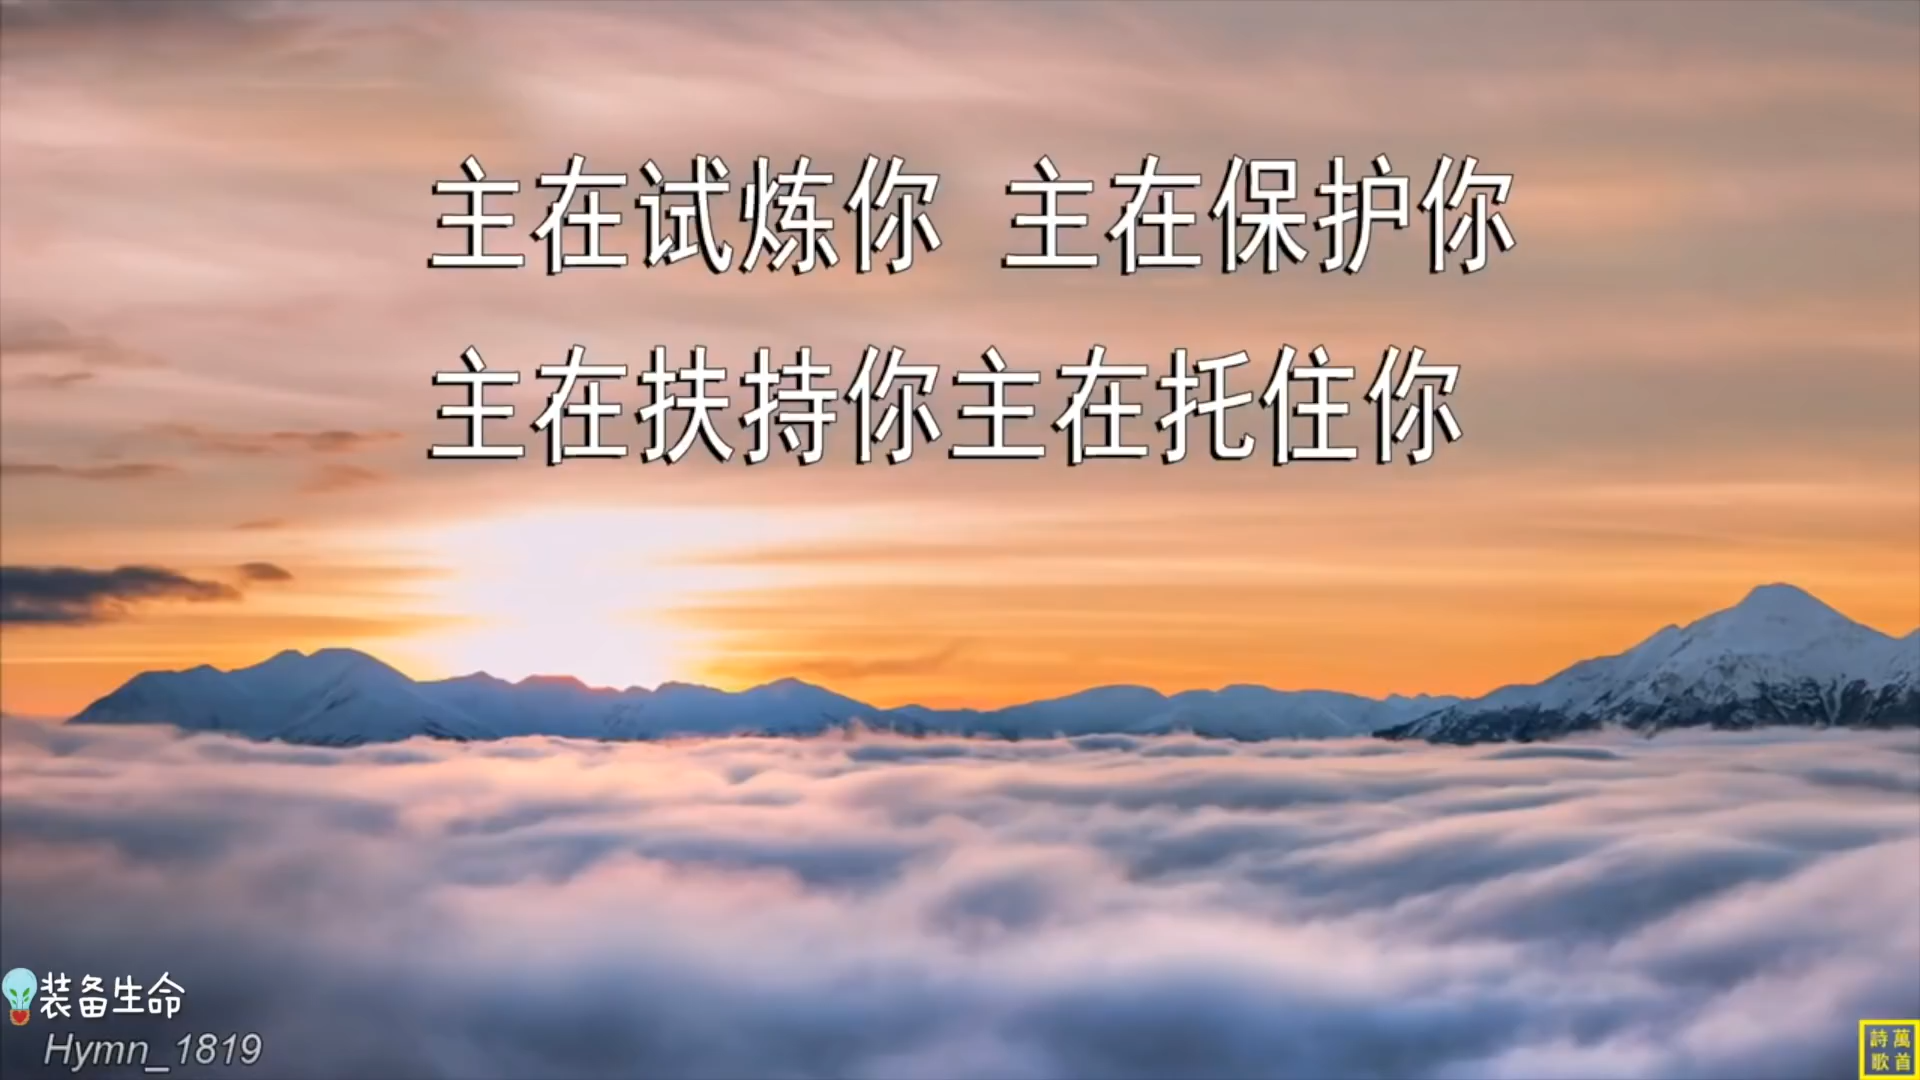 主在试炼你 主在保护你
主在扶持你主在托住你
装备生命
Hymn_1819
萬首
詩歌